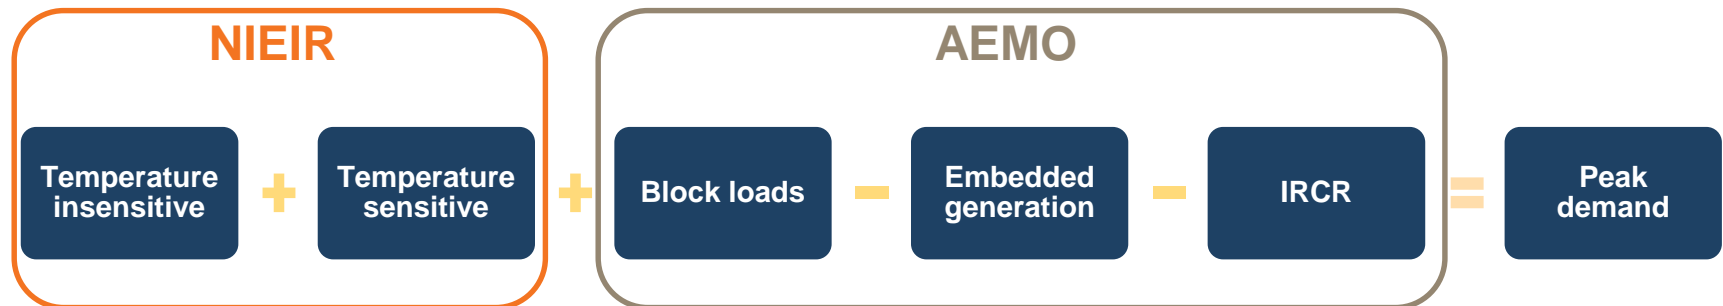 NIEIR
AEMO
Temperature
insensitive
+
Temperature
sensitive
+
Block loads
−
Embedded
generation
−
IRCR
=
Peak
demand